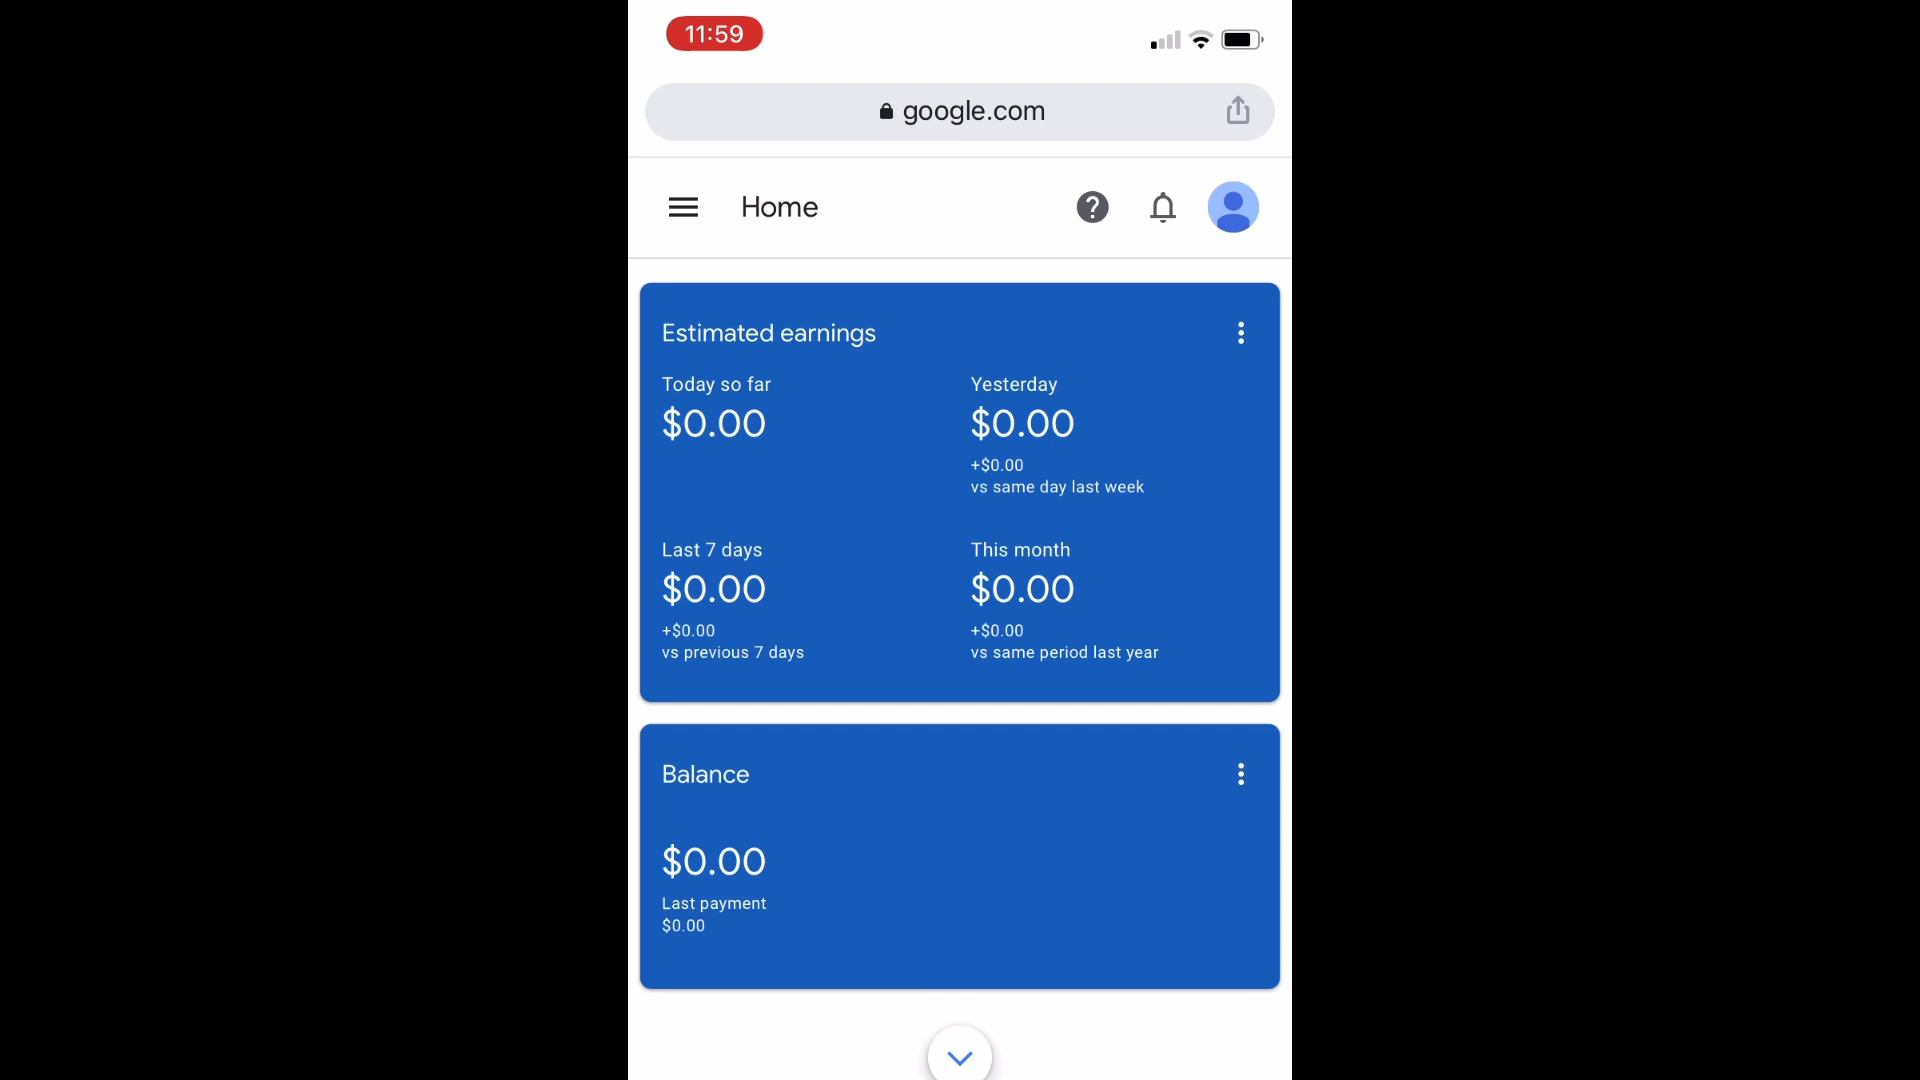 11:59
google.com
Home
Estimated earnings
Today so far
$0.00
Yesterday
$0.00
+$0.00
vs same day last week
Last 7 days
$0.00
+$0.00
vs previous 7 days
This month
$0.00
+$0.00
vs same period last year
Balance
$0.00
Last payment
$0.00